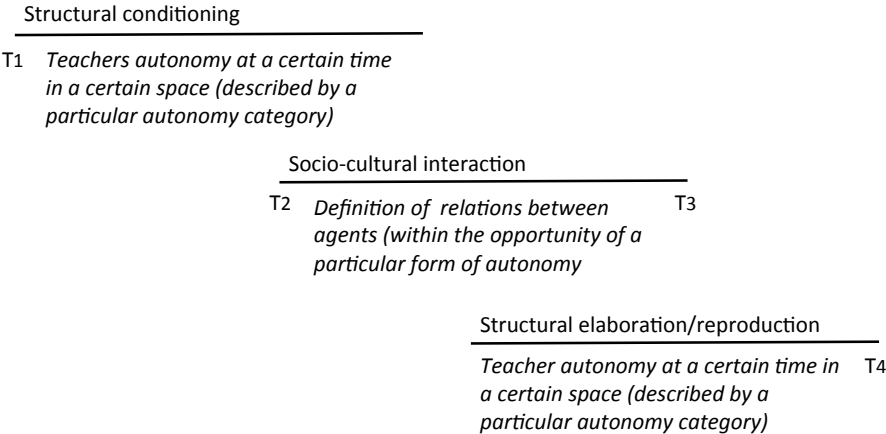 Structural conditioning
T1 Teachers autonomy at a certain time
in a certain space (described by a
particular autonomy category)
Socio-cultural interaction
T2 Definition of relations between T3
agents (within the opportunity of a
particular form of autonomy
Structural elaboration/reproduction
Teacher autonomy at a certain time in T4
a certain space (described by a
particular autonomy category)